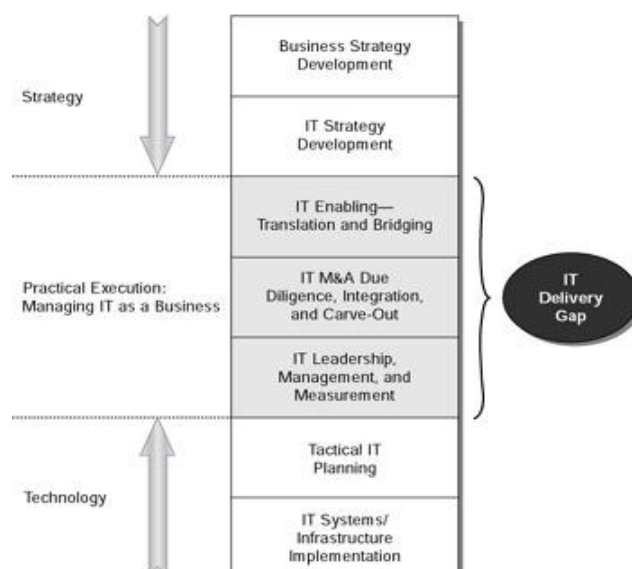 Business Strategy
Development
Strategy
IT Strategy
Development
IT Enabling—
Translation and Bridging
Practical Execution:
Managing IT as a Business
IT M&A Due
Diligence, Integration,
and Carve-Out
IT
Delivery
Gap
IT Leadership,
Management, and
Measurement
Tactical IT
Planning
Technology
IT Systems/
Infrastructure
Implementation